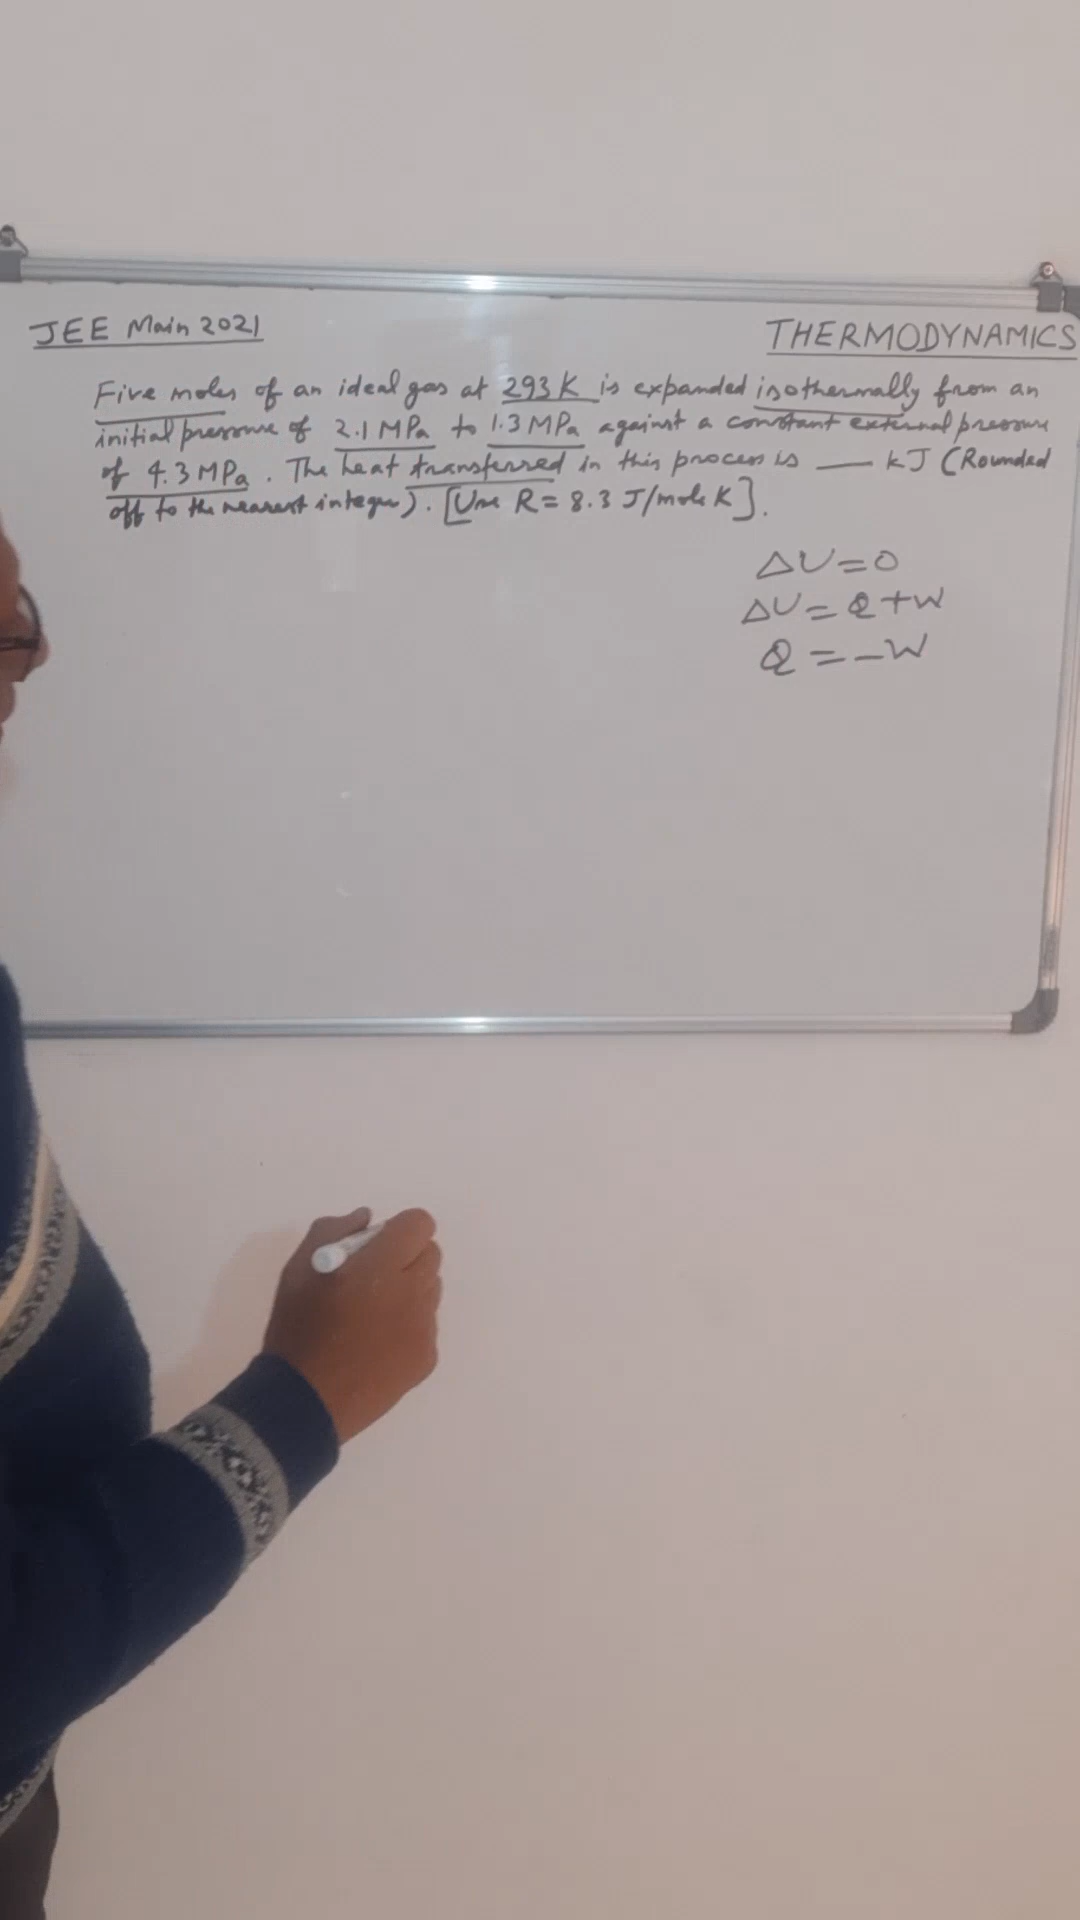 JEE Main 2021
THERMODYNAMICS
Five moles of an ideal gas at 293 K is expanded isothermally from an
initial pressure of 2.1 MPa to 1.3 MPa against a constant external pressure
of 4.3 MPa. The heat transferred in this process is ___ kJ (Rounded
off to the nearest integer). [Use R = 8.3 J/mole K].
ΔU=0
ΔU = Q+W
Q = -W